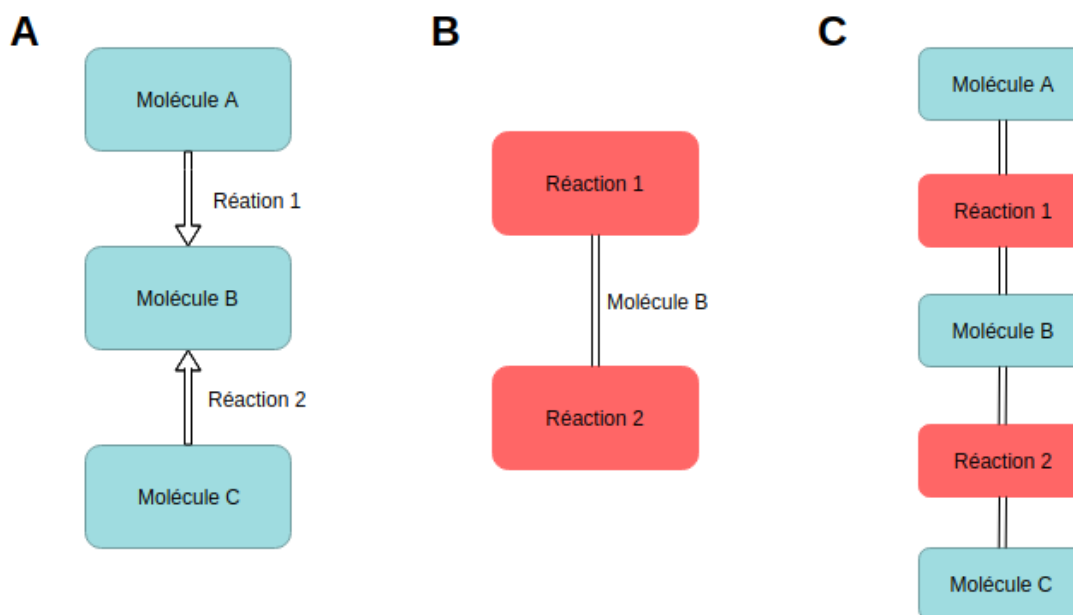 A
Molécule A
Réation 1
Molécule B
Réaction 2
Molécule C
B
Réaction 1
Molécule B
Réaction 2
C
Molécule A
Réaction 1
Molécule B
Réaction 2
Molécule C